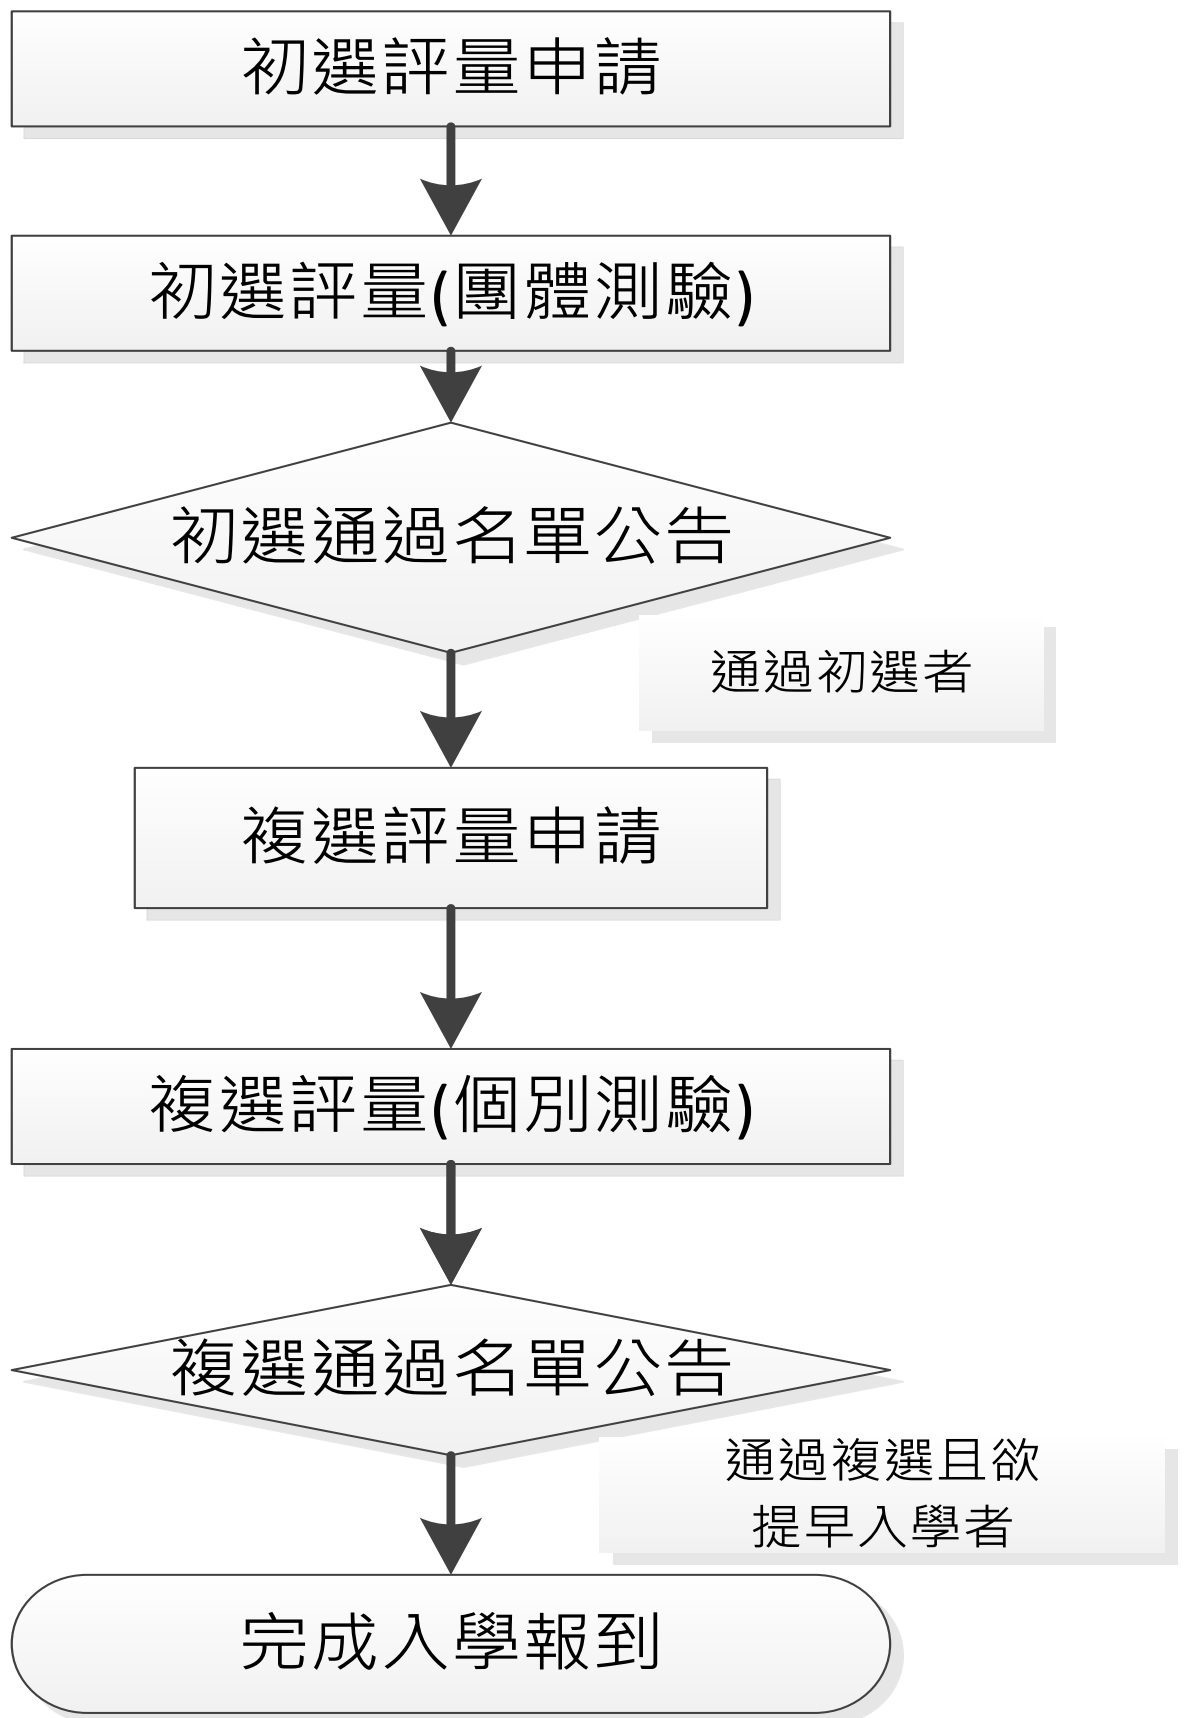 初選評量申請
初選評量(團體測驗)
初選通過名單公告
通過初選者
複選評量申請
複選評量(個別測驗)
複選通過名單公告
通過複選且欲
提早入學者
完成入學報到